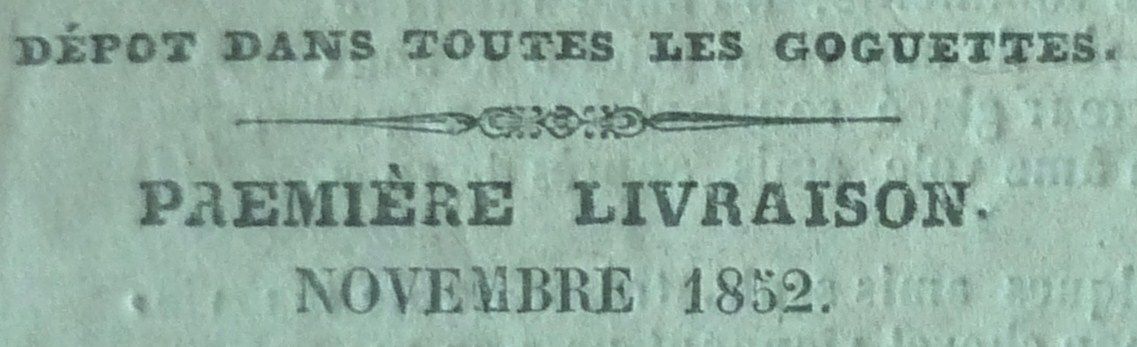 DÉPOT DANS TOUTES LES GOGUETTES.
PREMIÈRE LIVRAISON.
NOVEMBRE 1852.